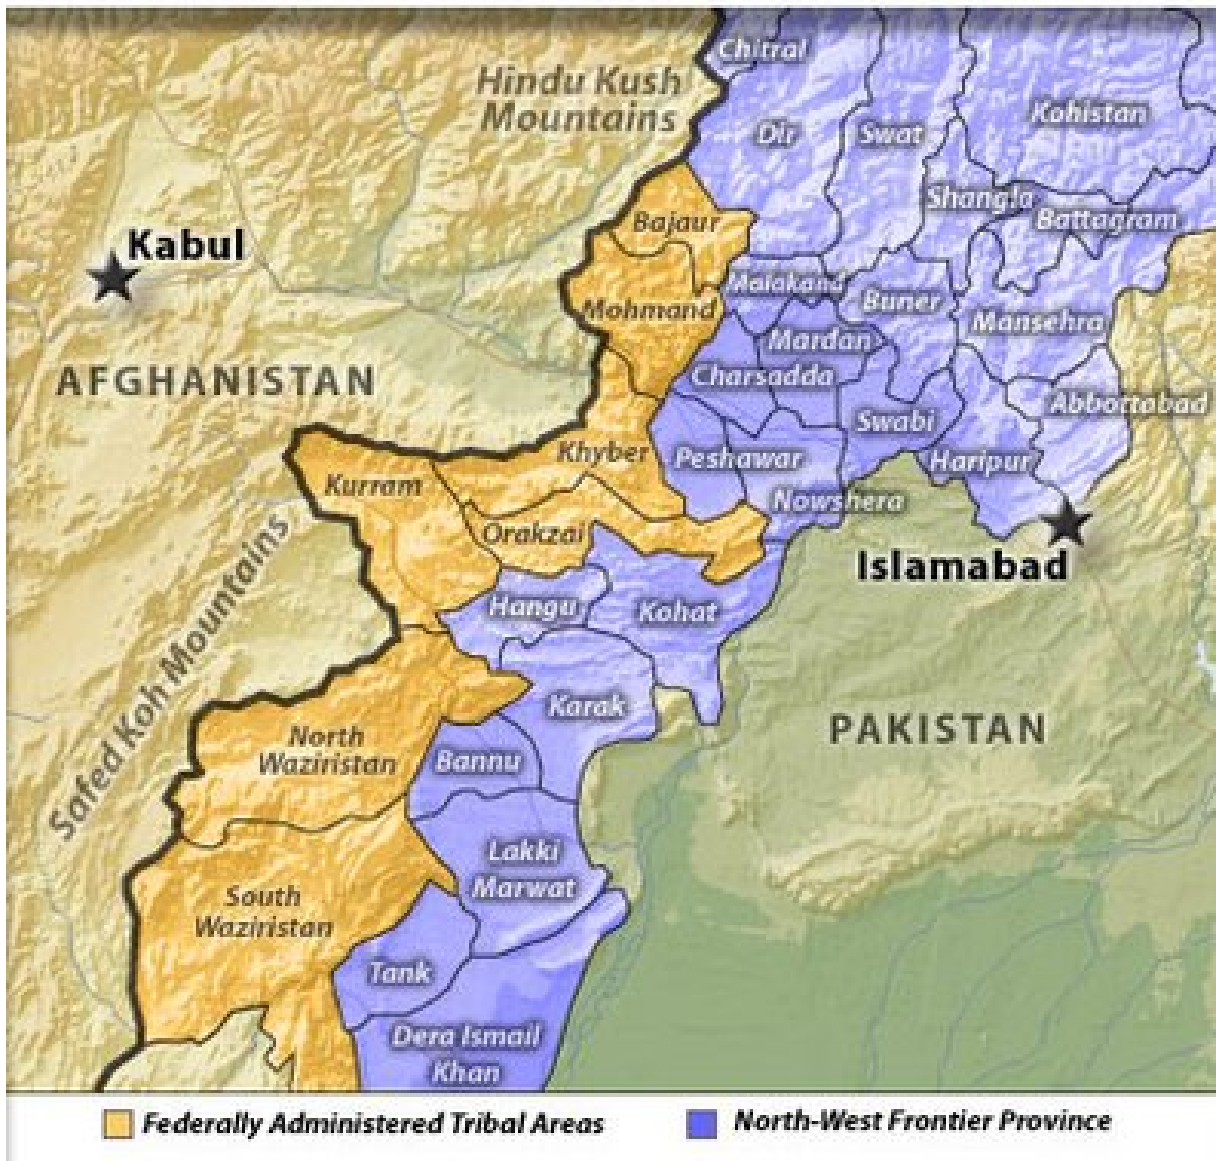 Chitral
Hindu Kush
Mountains
Dir
Swat
Kohistan
Shangla
Battagram
Bajaur
Kabul
Malakand
Buner
Mohmand
Mansehra
Mardan
AFGHANISTAN
Charsadda
Abbottabad
Swabi
Khyber
Peshawar
Haripur
Kurram
Nowshera
Orakzai
Islamabad
Safed Koh Mountains
Hangu
Kohat
Karak
PAKISTAN
North
Waziristan
Bannu
Lakki
Marwat
South
Waziristan
Tank
Dera Ismail
Khan
Federally Administered Tribal Areas
North-West Frontier Province